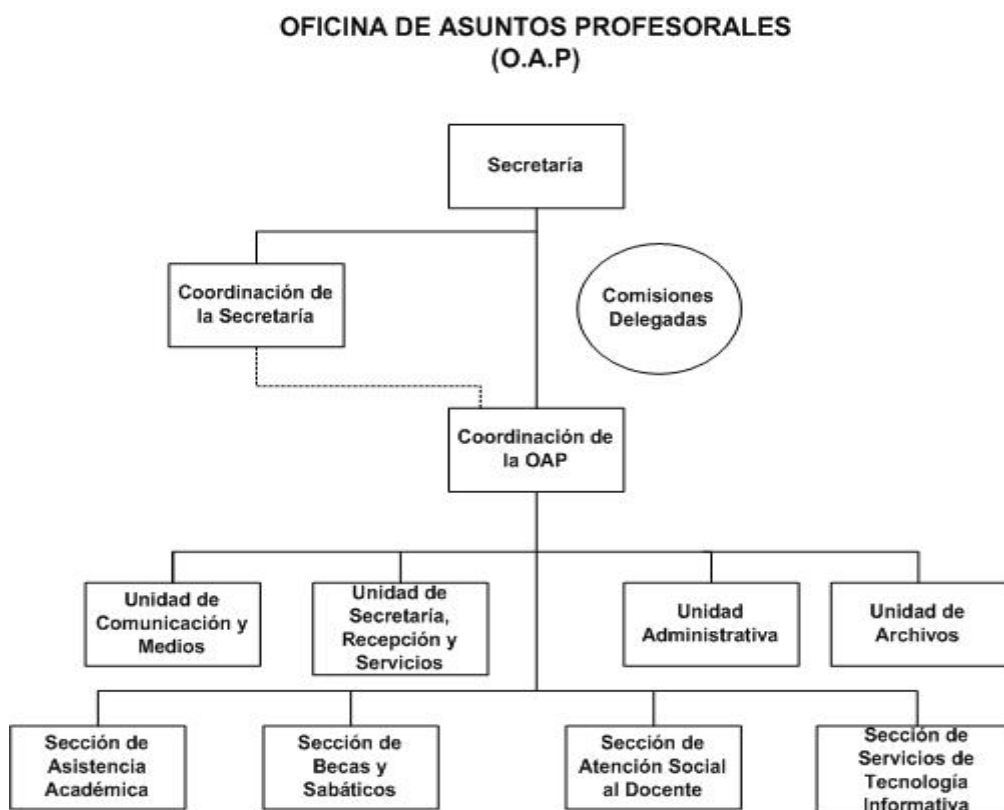 OFICINA DE ASUNTOS PROFESORALES
(O.A.P)
Secretaría
Coordinación de
la Secretaría
Comisiones
Delegadas
Coordinación de
la OAP
Unidad de
Comunicación y
Medios
Unidad de
Secretaría,
Recepción y
Servicios
Unidad
Administrativa
Unidad de
Archivos
Sección de
Asistencia
Académica
Sección de
Becas y
Sabáticos
Sección de
Atención Social
al Docente
Sección de
Servicios de
Tecnología
Informativa